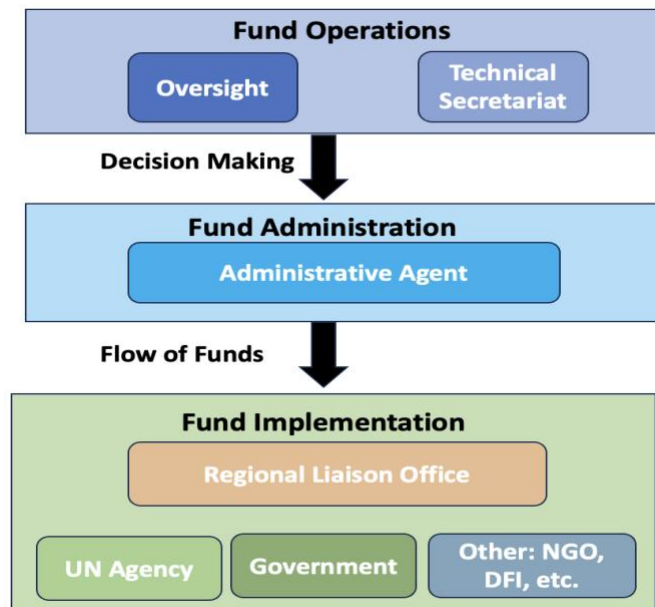 Fund Operations
Oversight
Technical
Secretariat
Decision Making
Fund Administration
Administrative Agent
Flow of Funds
Fund Implementation
Regional Liaison Office
UN Agency
Government
Other: NGO,
DFI, etc.